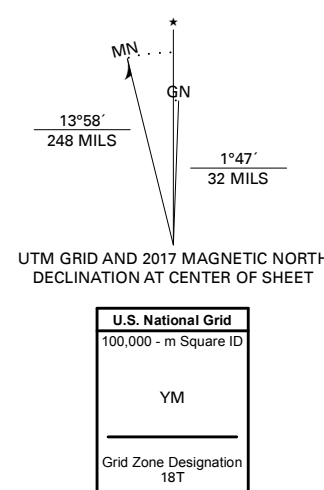 ★
MN
GN
13°58´
248 MILS
1°47´
32 MILS
UTM GRID AND 2017 MAGNETIC NORTH
DECLINATION AT CENTER OF SHEET
U.S. National Grid
100,000 - m Square ID
YM
Grid Zone Designation
18T